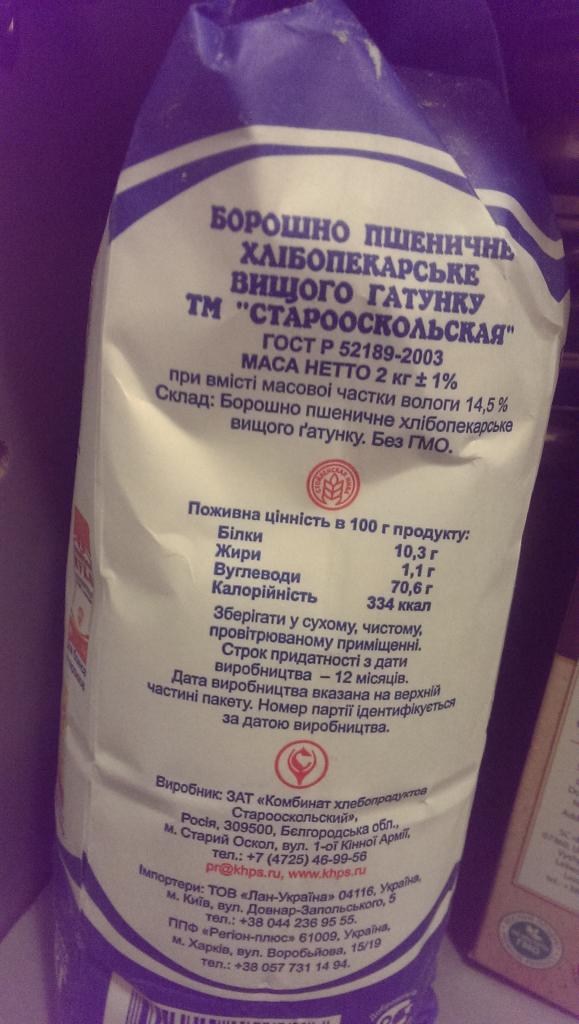 БОРОШНО ПШЕНИЧНЕ
ХЛІБОПЕКАРСЬКЕ
ВИЩОГО ГАТУНКУ
ТМ "СТАРООСКОЛЬСКАЯ"
ГОСТ Р 52189-2003
МАСА НЕТТО 2 кг ± 1%
при вмісті масової частки вологи 14,5 %
Склад: Борошно пшеничне хлібопекарське
вищого ґатунку. Без ГМО.
Поживна цінність в 100 г продукту:
Білки 10,3 г
Жири 1,1 г
Вуглеводи 70,6 г
Калорійність 334 ккал
Зберігати у сухому, чистому,
провітрюваному приміщенні.
Строк придатності з дати
виробництва – 12 місяців.
Дата виробництва вказана на верхній
частині пакету. Номер партії ідентифікується
за датою виробництва.
Виробник: ЗАТ «Комбинат хлебопродуктов
Старооскольский»,
Росія, 309500, Бєлгородська обл.,
м. Старий Оскол, вул. 1-ої Кінної Армії,
тел.: +7 (4725) 46-99-56
pr@khps.ru, www.khps.ru
Імпортери: ТОВ «Лан-Україна» 04116, Україна,
м. Київ, вул. Довнар-Запольського, 5
тел.: +38 044 236 95 55.
ППФ «Регіон-плюс» 61009, Україна,
м. Харків, вул. Воробьйова, 15/19
тел.: +38 057 731 14 94.